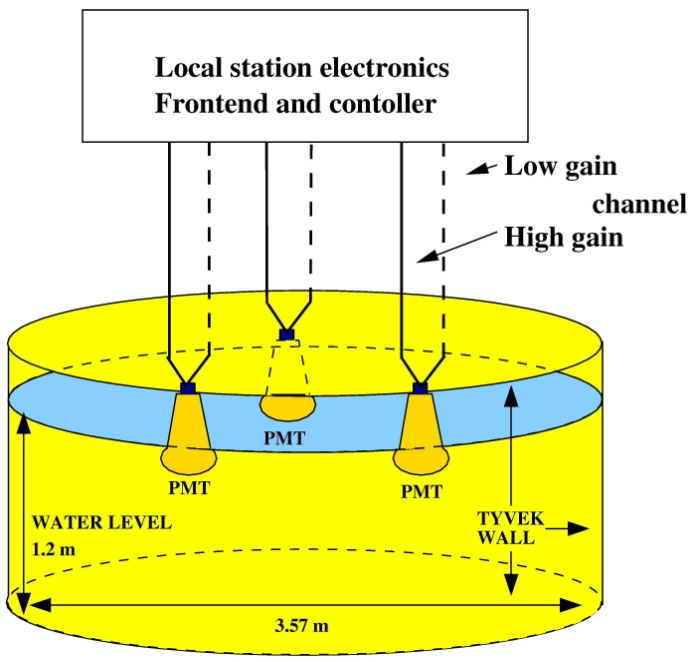 Local station electronics
Frontend and contoller
Low gain
channel
High gain
PMT
PMT
PMT
WATER LEVEL
1.2 m
TYVEK
WALL
3.57 m